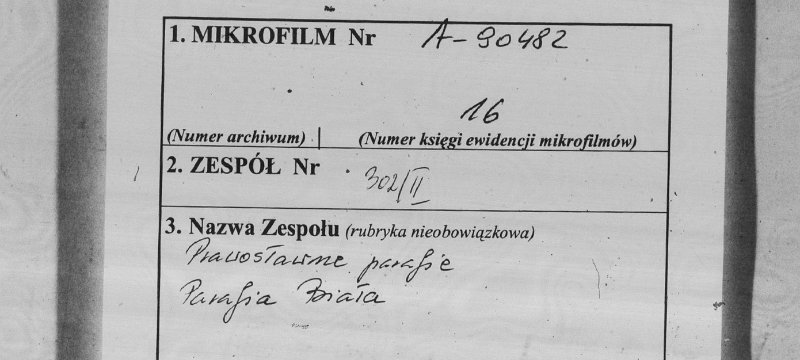 1. MIKROFILM Nr A-90482
16
(Numer archiwum) | (Numer księgi ewidencji mikrofilmów)
2. ZESPÓŁ Nr 302/II
3. Nazwa Zespołu (rubryka nieobowiązkowa)
Prawosławne parafie
Parafia Biała